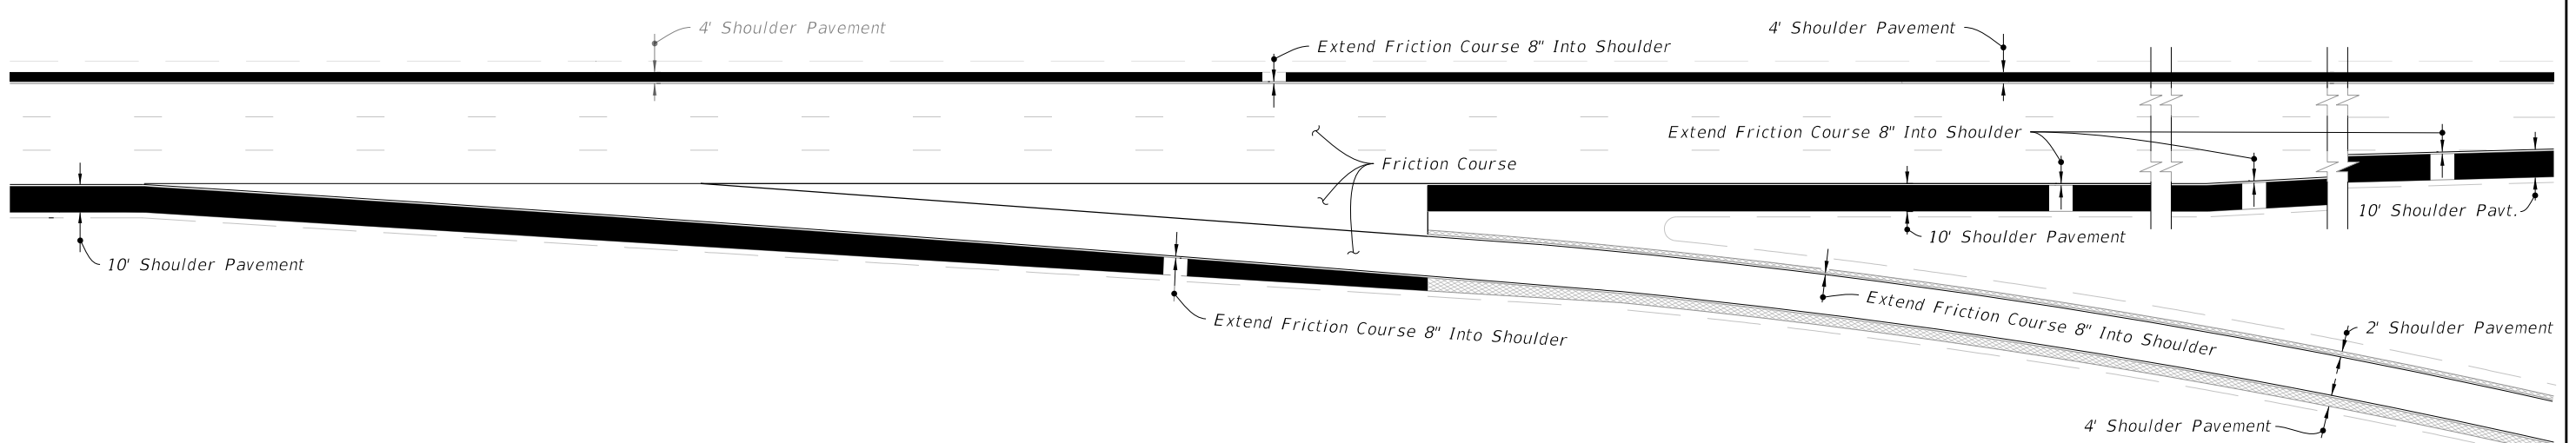 4' Shoulder Pavement
4' Shoulder Pavement
Extend Friction Course 8" Into Shoulder
Extend Friction Course 8" Into Shoulder
Friction Course
10' Shoulder Pavt.
10' Shoulder Pavement
10' Shoulder Pavement
Extend Friction Course 8" Into Shoulder
Extend Friction Course 8" Into Shoulder
2' Shoulder Pavement
4' Shoulder Pavement